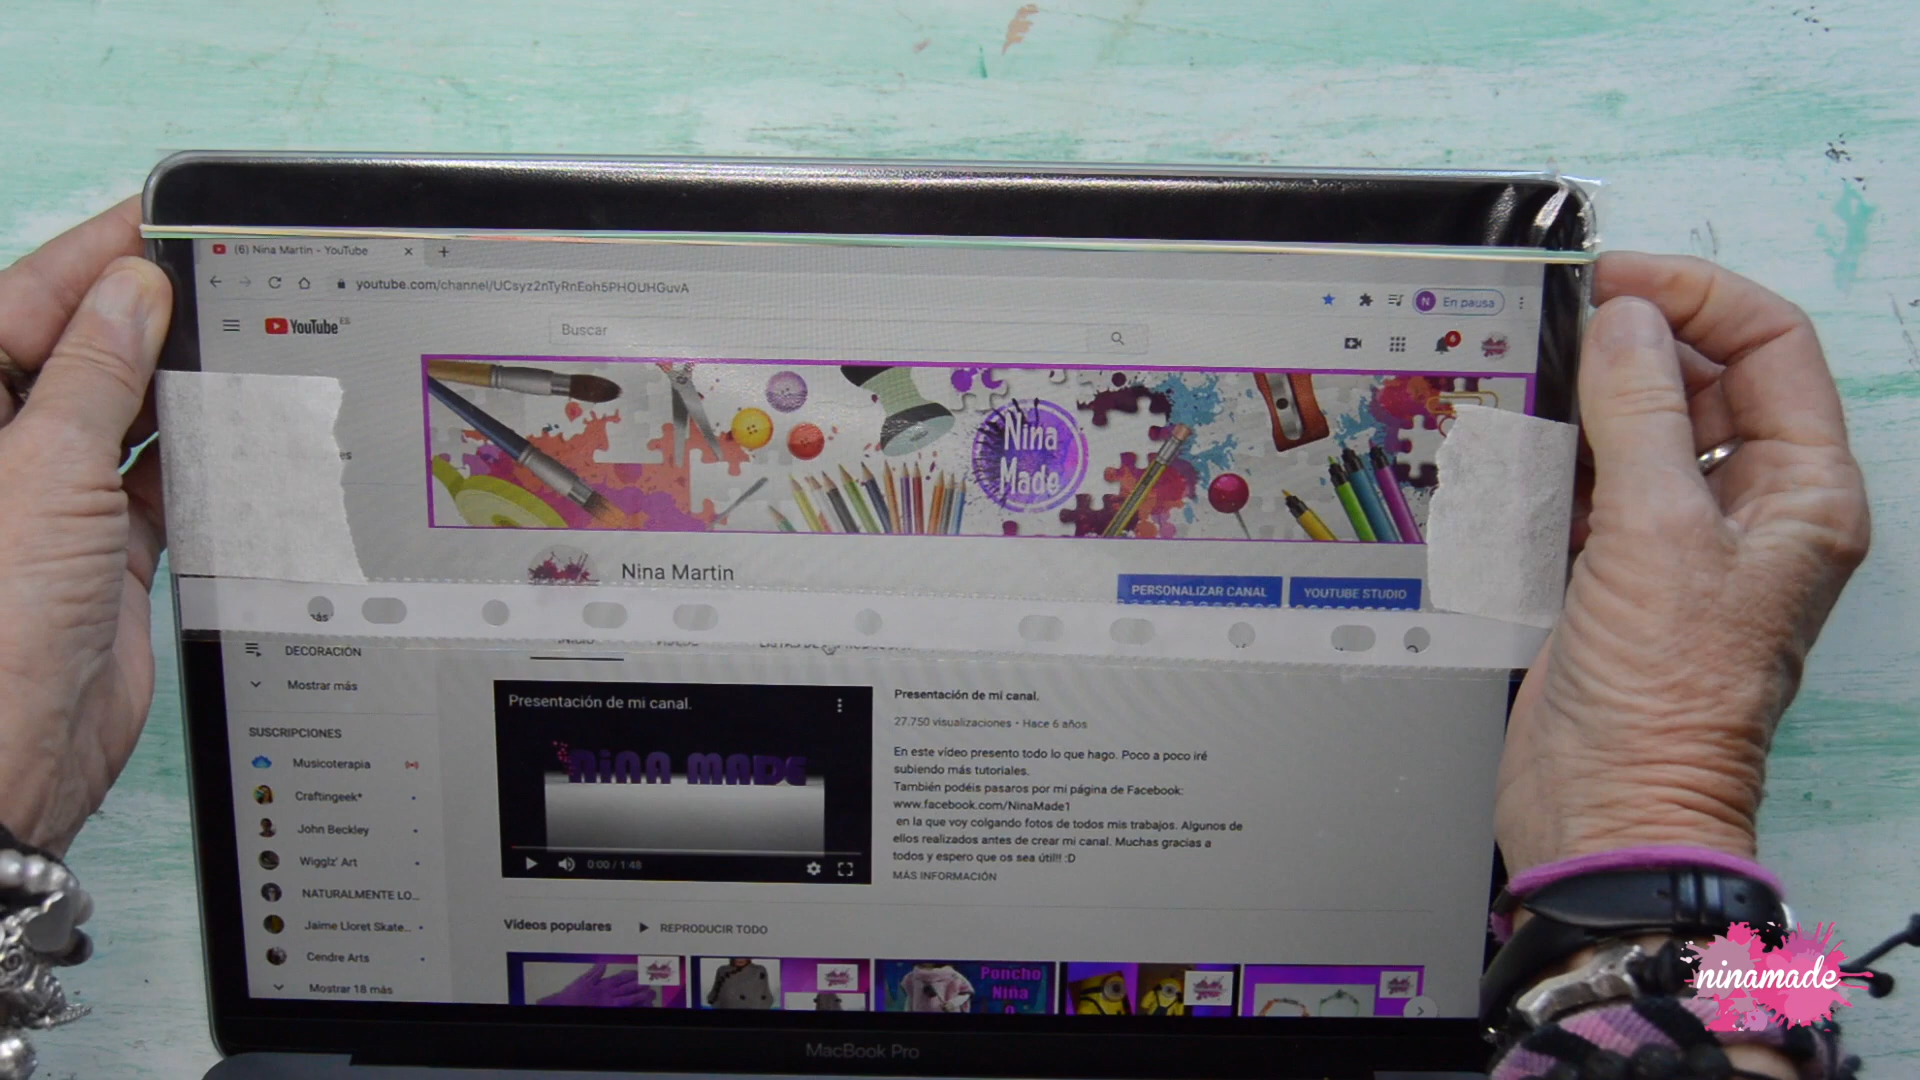 (6) Nina Martin - YouTube
youtube.com/channel/UCsyz2nTyRnEoh5PHOUHGuvA
N En pausa
YouTube ES
Buscar
6
Nina
Made
es
Nina Martin
PERSONALIZAR CANAL
YOUTUBE STUDIO
más
INICIO
DECORACIÓN
Mostrar más
SUSCRIPCIONES
Musicoterapia
Craftingeek*
John Beckley
Wigglz' Art
NATURALMENTE LO...
Jaime Lloret Skate...
Cendre Arts
Mostrar 18 más
Presentación de mi canal.
NINA MADE
0:00 / 1:48
Presentación de mi canal.
27.750 visualizaciones • Hace 6 años
En este vídeo presento todo lo que hago. Poco a poco iré
subiendo más tutoriales.
También podéis pasaros por mi página de Facebook:
www.facebook.com/NinaMade1
en la que voy colgando fotos de todos mis trabajos. Algunos de
ellos realizados antes de crear mi canal. Muchas gracias a
todos y espero que os sea útil!! :D
MÁS INFORMACIÓN
Vídeos populares
REPRODUCIR TODO
Poncho
Niña
MacBook Pro
ninamade